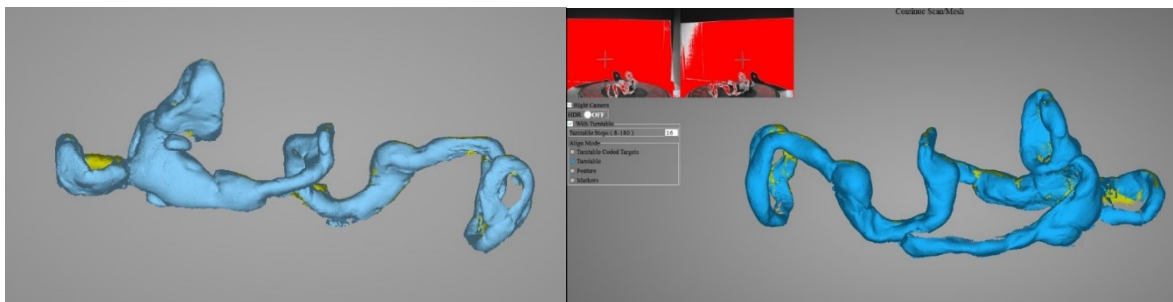 Continue Scan/Mesh
Right Camera
HDR OFF
With Turntable
Turntable Steps ( 8-180 ) 16
Align Mode
Turntable Coded Targets
Turntable
Feature
Markers